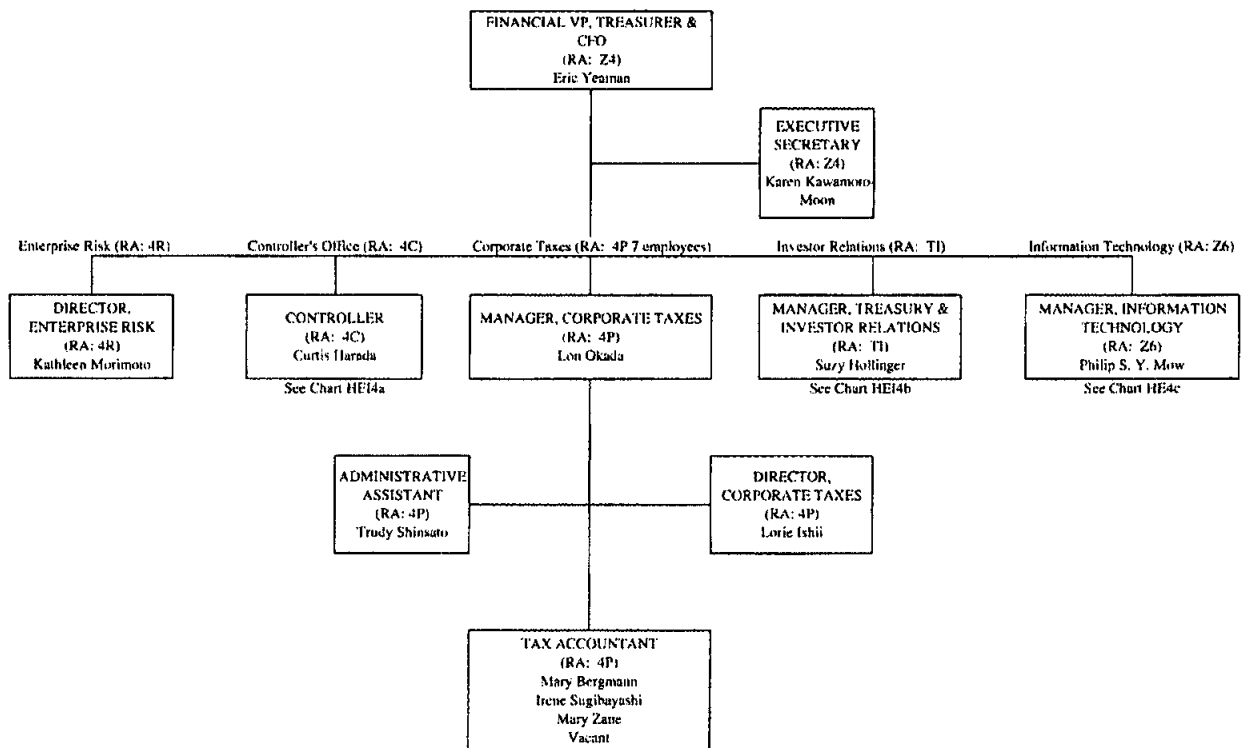 FINANCIAL VP, TREASURER &
CFO
(RA: Z4)
Eric Yeaman
EXECUTIVE
SECRETARY
(RA: Z4)
Karen Kawamoto-
Moon
Enterprise Risk (RA: 4R)
Controller's Office (RA: 4C)
Corporate Taxes (RA: 4P 7 employees)
Investor Relations (RA: TI)
Information Technology (RA: Z6)
DIRECTOR,
ENTERPRISE RISK
(RA: 4R)
Kathleen Morimoto
CONTROLLER
(RA: 4C)
Curtis Harada
See Chart HEI4a
MANAGER, CORPORATE TAXES
(RA: 4P)
Lon Okada
MANAGER, TREASURY &
INVESTOR RELATIONS
(RA: TI)
Suzy Hollinger
See Chart HEI4b
MANAGER, INFORMATION
TECHNOLOGY
(RA: Z6)
Philip S. Y. Mow
See Chart HE4c
ADMINISTRATIVE
ASSISTANT
(RA: 4P)
Trudy Shinsato
DIRECTOR,
CORPORATE TAXES
(RA: 4P)
Lorie Ishii
TAX ACCOUNTANT
(RA: 4P)
Mary Bergmann
Irene Sugibayashi
Mary Zane
Vacant